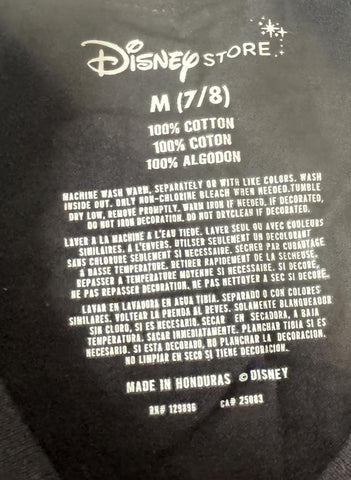 Disney STORE
M (7/8)
100% COTTON
100% COTON
100% ALGODON
MACHINE WASH WARM, SEPARATELY OR WITH LIKE COLORS. WASH
INSIDE OUT. ONLY NON-CHLORINE BLEACH WHEN NEEDED.TUMBLE
DRY LOW, REMOVE PROMPTLY. WARM IRON IF NEEDED. IF DECORATED,
DO NOT IRON DECORATION. DO NOT DRYCLEAN IF DECORATED.
LAVER A LA MACHINE A L'EAU TIEDE. LAVER SEUL OU AVEC COULEURS
SIMILAIRES. A L'ENVERS, UTILSER SEULEMENT UN DECOLORANT
SANS CHLORURE SEULEMENT SI NECESSAIRE. SÉCHER PAR CULBUTAGE
A BASSE TEMPERATURE. RETIRER RAPIDEMENT DE LA SECHEUSE.
REPASSER A TEMPERATURE MOYENNE SI NECESSAIRE. SI DECORE,
NE PAS REPASSER DECORATION. NE PAS NETTOYER A SEC SI DECORE.
LAVAR EN LAVADORA EN AGUA TIBIA. SEPARADO O CON COLORES
SIMILARES. VOLTEAR LA PRENDA AL REVES. SOLAMENTE BLANQUEADOR
SIN CLORO, SI ES NECESARIO. SECAR EN SECADORA, A BAJA
TEMPERATURA. SACAR IMMEDIATAMENTE. PLANCHAR TIBIA SI ES
NECESARIO. SI ESTA DECORADO, NO PLANCHAR LA DECORACION.
NO LIMPIAR EN SECO SI TIENE DECORACION.
MADE IN HONDURAS © DISNEY
RN# 129896 CA# 25083